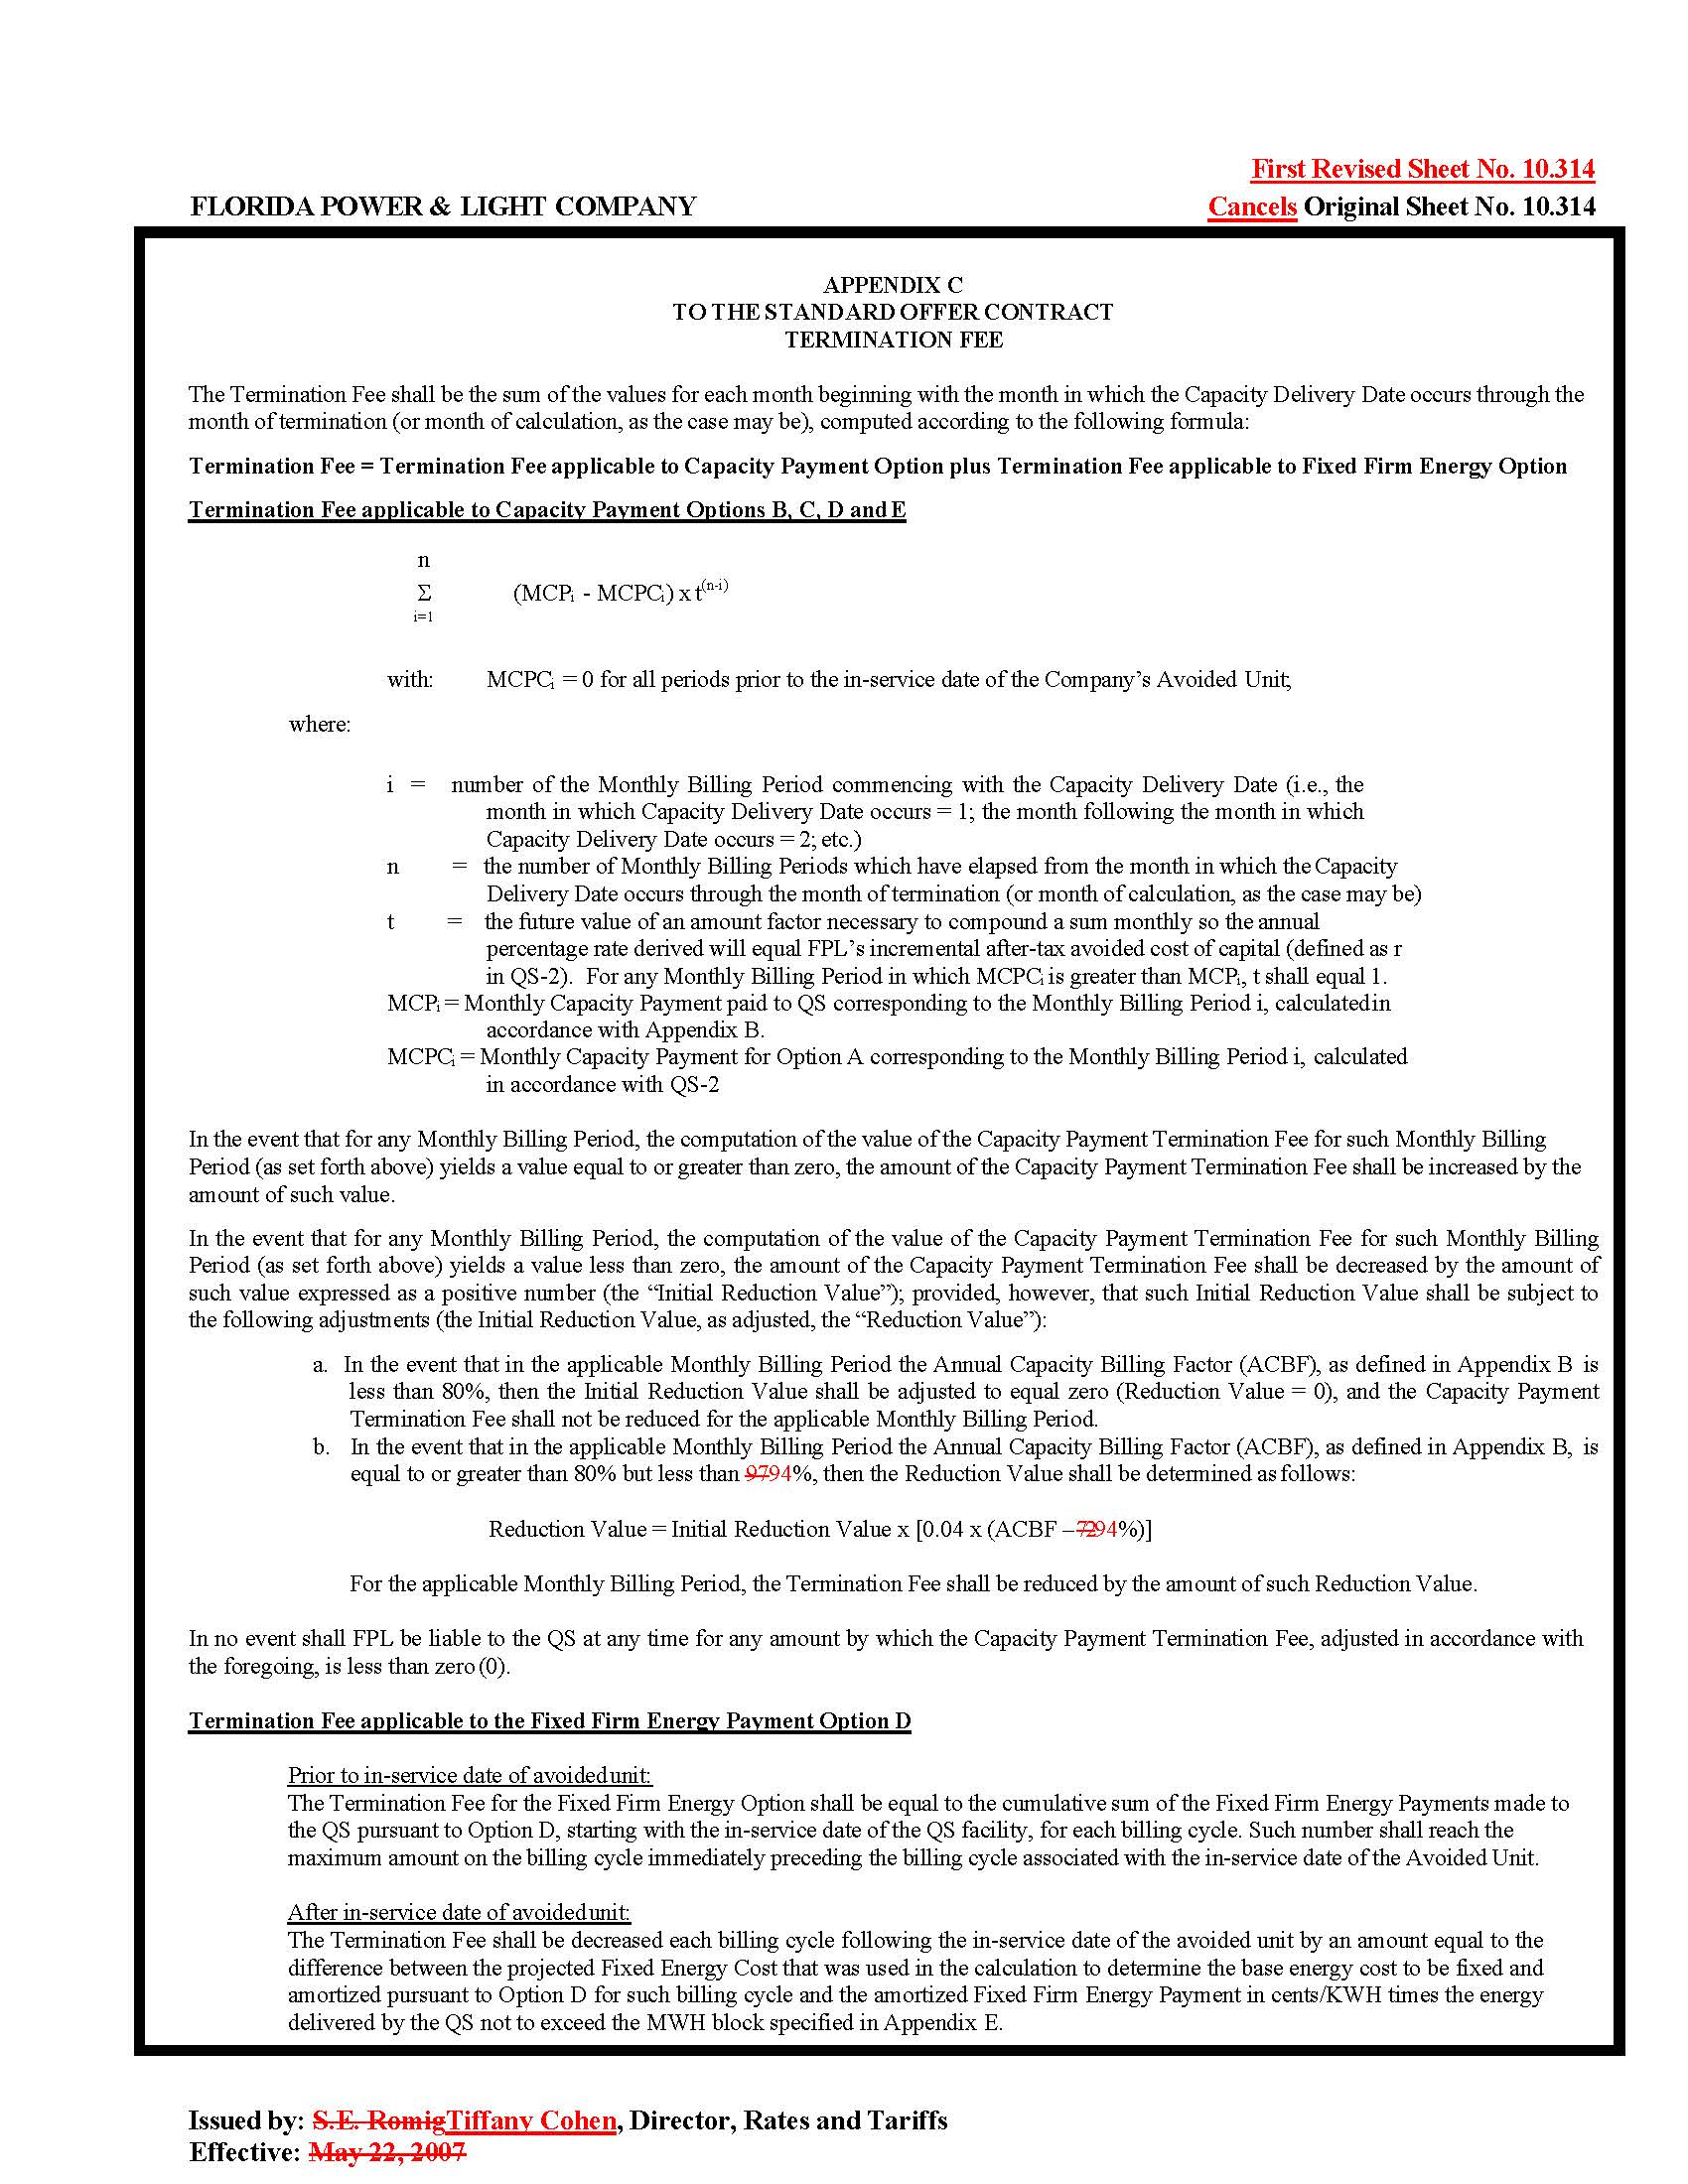 First Revised Sheet No. 10.314
FLORIDA POWER & LIGHT COMPANY Cancels Original Sheet No. 10.314
APPENDIX C
TO THE STANDARD OFFER CONTRACT
TERMINATION FEE
The Termination Fee shall be the sum of the values for each month beginning with the month in which the Capacity Delivery Date occurs through the
month of termination (or month of calculation, as the case may be), computed according to the following formula:
Termination Fee = Termination Fee applicable to Capacity Payment Option plus Termination Fee applicable to Fixed Firm Energy Option
Termination Fee applicable to Capacity Payment Options B, C, D and E
n
Σ (MCPi - MCPCi) x t(n-i)
i=1
with: MCPCi = 0 for all periods prior to the in-service date of the Company’s Avoided Unit;
where:
i = number of the Monthly Billing Period commencing with the Capacity Delivery Date (i.e., the
month in which Capacity Delivery Date occurs = 1; the month following the month in which
Capacity Delivery Date occurs = 2; etc.)
n = the number of Monthly Billing Periods which have elapsed from the month in which the Capacity
Delivery Date occurs through the month of termination (or month of calculation, as the case may be)
t = the future value of an amount factor necessary to compound a sum monthly so the annual
percentage rate derived will equal FPL’s incremental after-tax avoided cost of capital (defined as r
in QS-2). For any Monthly Billing Period in which MCPCi is greater than MCPi, t shall equal 1.
MCPi = Monthly Capacity Payment paid to QS corresponding to the Monthly Billing Period i, calculated in
accordance with Appendix B.
MCPCi = Monthly Capacity Payment for Option A corresponding to the Monthly Billing Period i, calculated
in accordance with QS-2
In the event that for any Monthly Billing Period, the computation of the value of the Capacity Payment Termination Fee for such Monthly Billing
Period (as set forth above) yields a value equal to or greater than zero, the amount of the Capacity Payment Termination Fee shall be increased by the
amount of such value.
In the event that for any Monthly Billing Period, the computation of the value of the Capacity Payment Termination Fee for such Monthly Billing
Period (as set forth above) yields a value less than zero, the amount of the Capacity Payment Termination Fee shall be decreased by the amount of
such value expressed as a positive number (the “Initial Reduction Value”); provided, however, that such Initial Reduction Value shall be subject to
the following adjustments (the Initial Reduction Value, as adjusted, the “Reduction Value”):
a. In the event that in the applicable Monthly Billing Period the Annual Capacity Billing Factor (ACBF), as defined in Appendix B is
less than 80%, then the Initial Reduction Value shall be adjusted to equal zero (Reduction Value = 0), and the Capacity Payment
Termination Fee shall not be reduced for the applicable Monthly Billing Period.
b. In the event that in the applicable Monthly Billing Period the Annual Capacity Billing Factor (ACBF), as defined in Appendix B, is
equal to or greater than 80% but less than 9794%, then the Reduction Value shall be determined as follows:
Reduction Value = Initial Reduction Value x [0.04 x (ACBF – 7294%)]
For the applicable Monthly Billing Period, the Termination Fee shall be reduced by the amount of such Reduction Value.
In no event shall FPL be liable to the QS at any time for any amount by which the Capacity Payment Termination Fee, adjusted in accordance with
the foregoing, is less than zero (0).
Termination Fee applicable to the Fixed Firm Energy Payment Option D
Prior to in-service date of avoided unit:
The Termination Fee for the Fixed Firm Energy Option shall be equal to the cumulative sum of the Fixed Firm Energy Payments made to
the QS pursuant to Option D, starting with the in-service date of the QS facility, for each billing cycle. Such number shall reach the
maximum amount on the billing cycle immediately preceding the billing cycle associated with the in-service date of the Avoided Unit.
After in-service date of avoided unit:
The Termination Fee shall be decreased each billing cycle following the in-service date of the avoided unit by an amount equal to the
difference between the projected Fixed Energy Cost that was used in the calculation to determine the base energy cost to be fixed and
amortized pursuant to Option D for such billing cycle and the amortized Fixed Firm Energy Payment in cents/KWH times the energy
delivered by the QS not to exceed the MWH block specified in Appendix E.
Issued by: S.E. RomigTiffany Cohen, Director, Rates and Tariffs
Effective: May 22, 2007